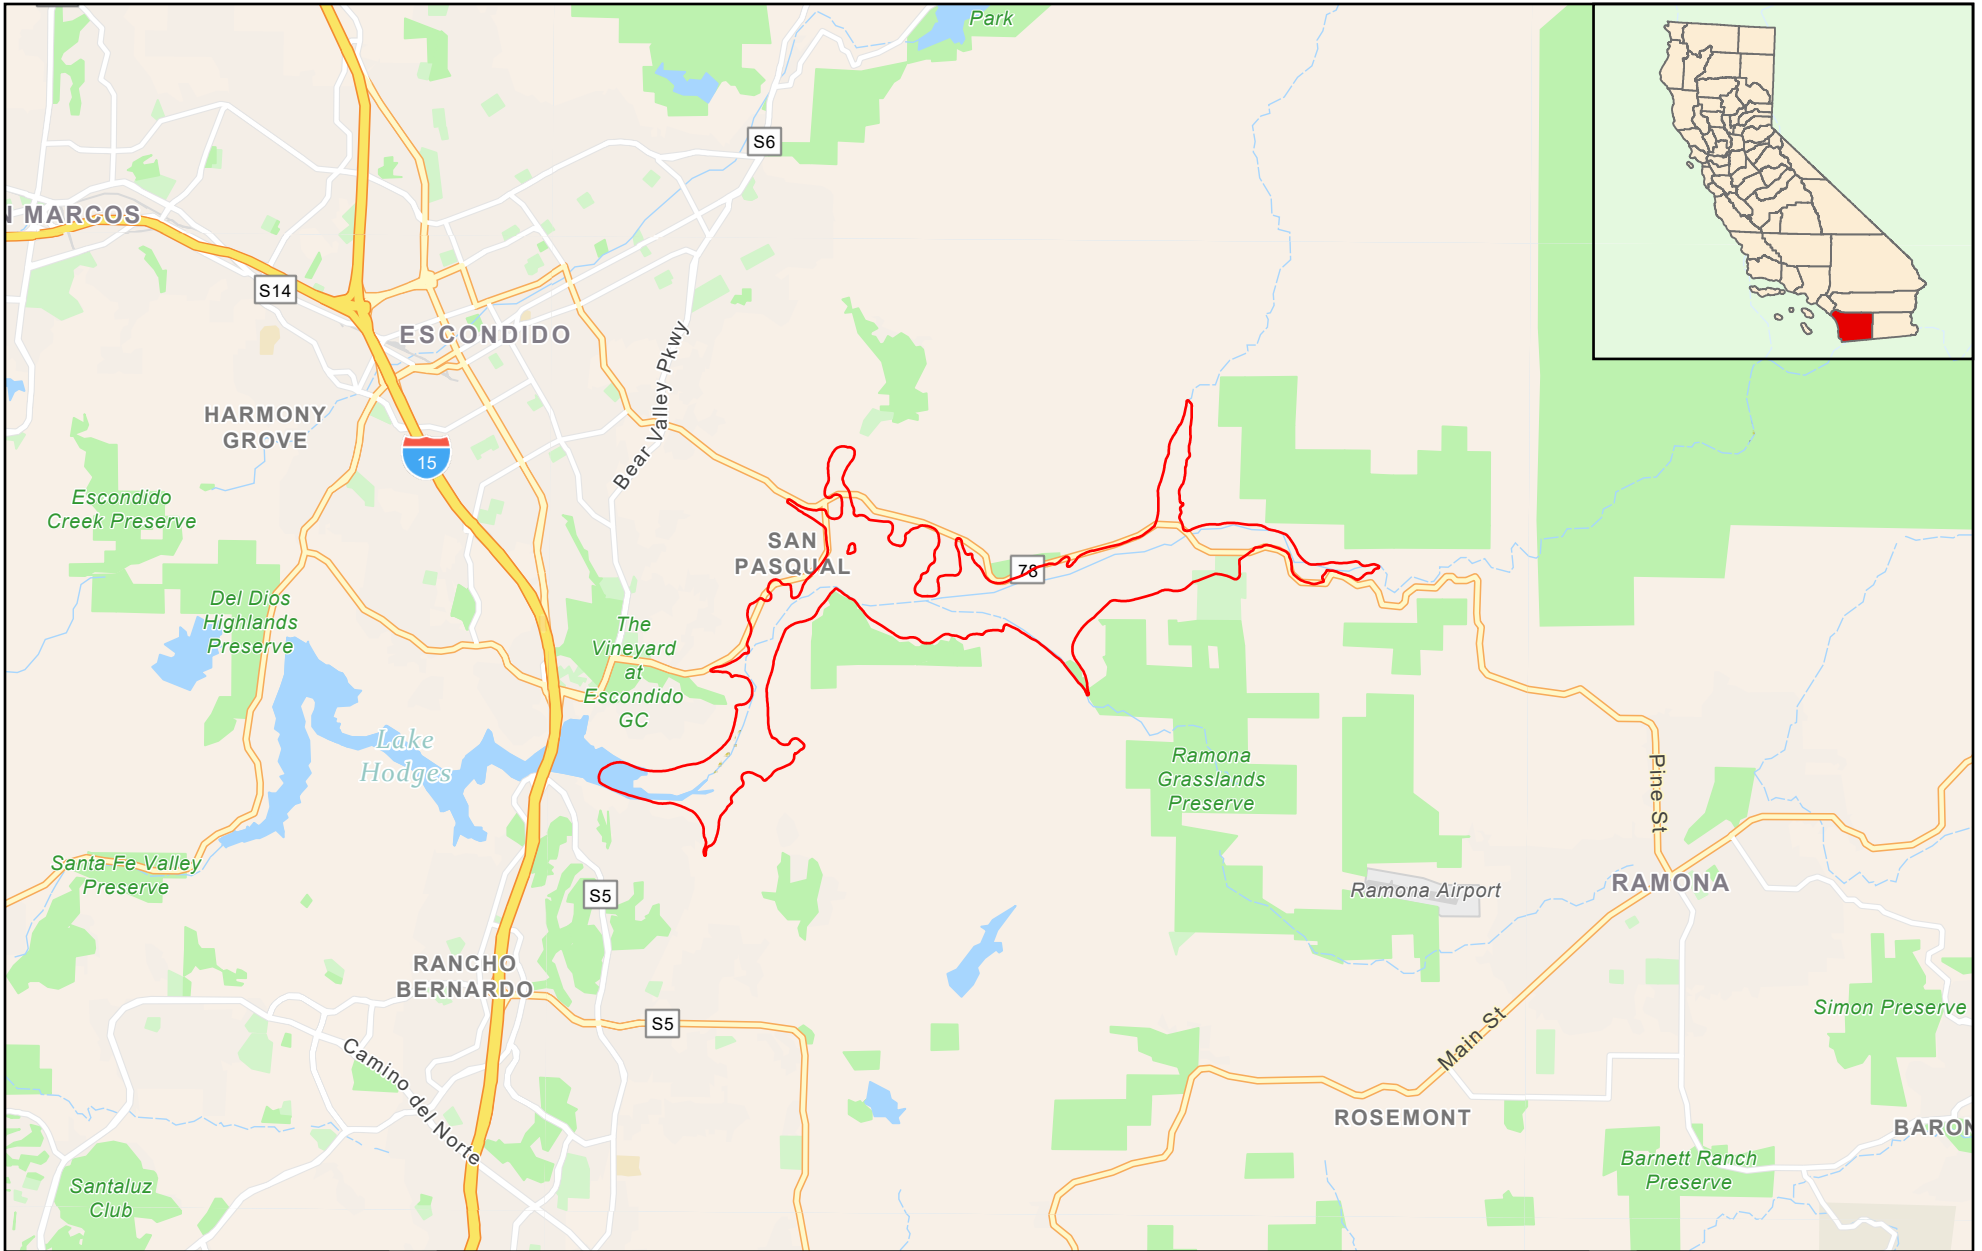 Park
S6
N MARCOS
S14
ESCONDIDO
Bear Valley Pkwy
HARMONY
GROVE
15
Escondido
Creek Preserve
SAN
PASQUAL
78
Del Dios
Highlands
Preserve
The
Vineyard
at
Escondido
GC
Lake
Hodges
Ramona
Grasslands
Preserve
Pine St
Santa Fe Valley
Preserve
S5
Ramona Airport
RAMONA
RANCHO
BERNARDO
S5
Simon Preserve
Main St
Camino del Norte
ROSEMONT
BARON
Barnett Ranch
Preserve
Santaluz
Club